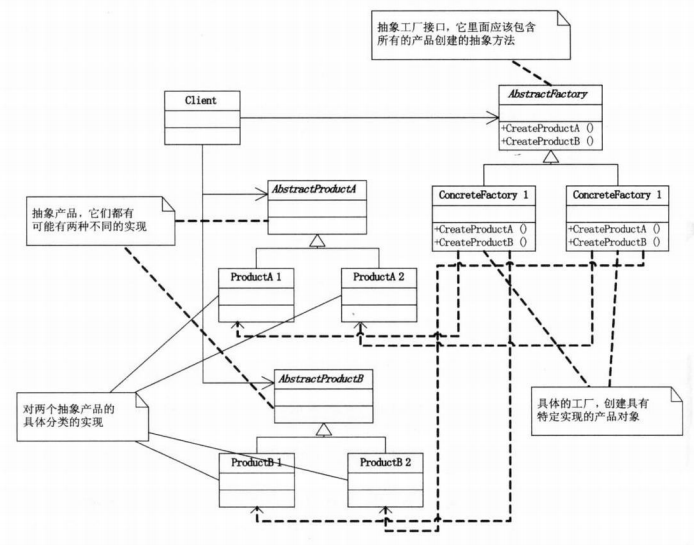 抽象工厂接口，它里面应该包含
所有的产品创建的抽象方法
Client
AbstractFactory
+CreateProductA ()
+CreateProductB ()
抽象产品，它们都有
可能有两种不同的实现
AbstractProductA
ConcreteFactory 1
+CreateProductA ()
+CreateProductB ()
ConcreteFactory 1
+CreateProductA ()
+CreateProductB ()
ProductA 1
ProductA 2
AbstractProductB
对两个抽象产品的
具体分类的实现
具体的工厂，创建具有
特定实现的产品对象
ProductB 1
ProductB 2